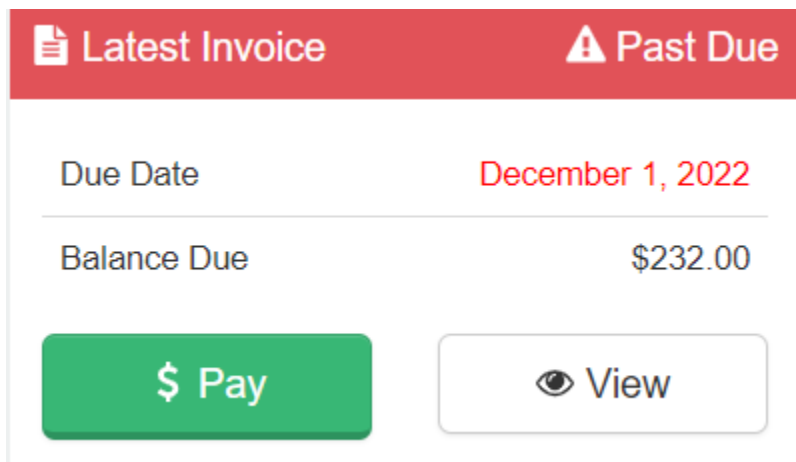 Latest Invoice Past Due
Due Date December 1, 2022
Balance Due $232.00
$ Pay View